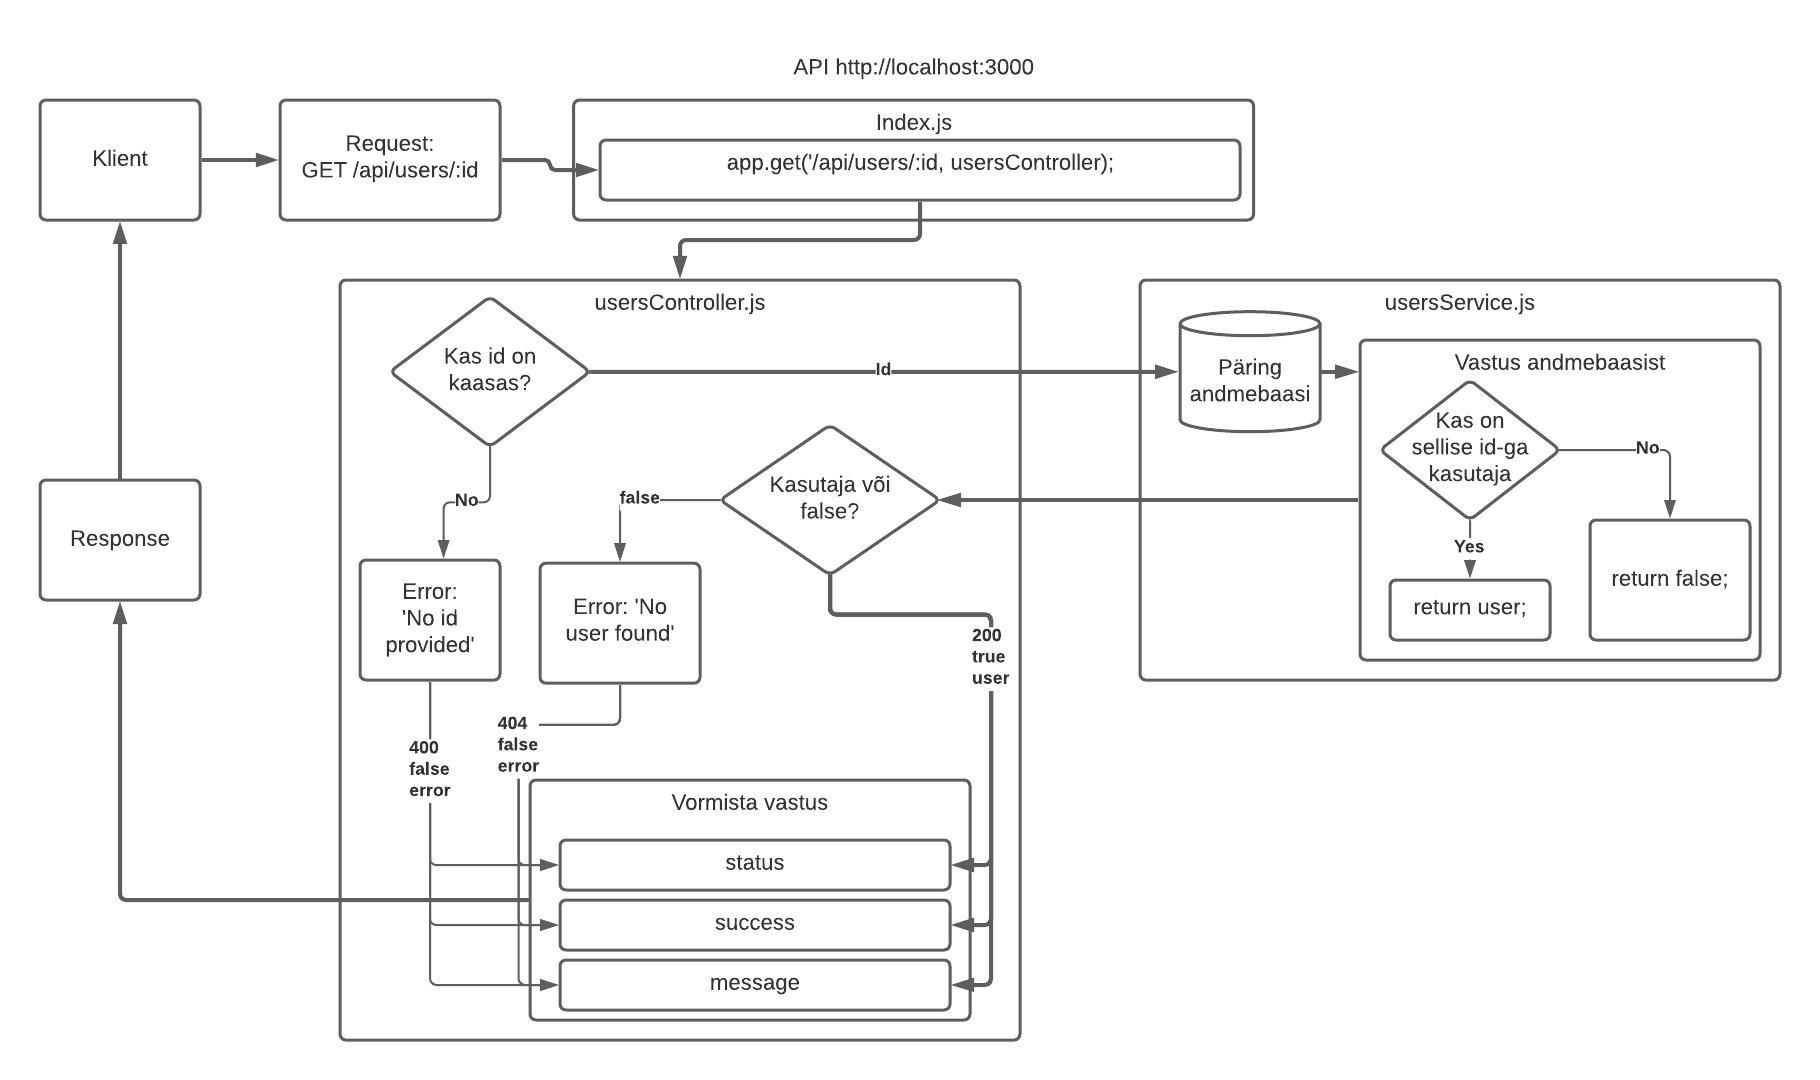 API http://localhost:3000
Klient
Request:
GET /api/users/:id
Index.js
app.get('/api/users/:id, usersController);
usersController.js
Kas id on
kaasas?
Id
No
Kasutaja või
false?
false
Error:
'No id
provided'
Error: 'No
user found'
200
true
user
404
false
error
400
false
error
Vormista vastus
status
success
message
usersService.js
Päring
andmebaasi
Vastus andmebaasist
Kas on
sellise id-ga
kasutaja
No
Yes
return user;
return false;
Response